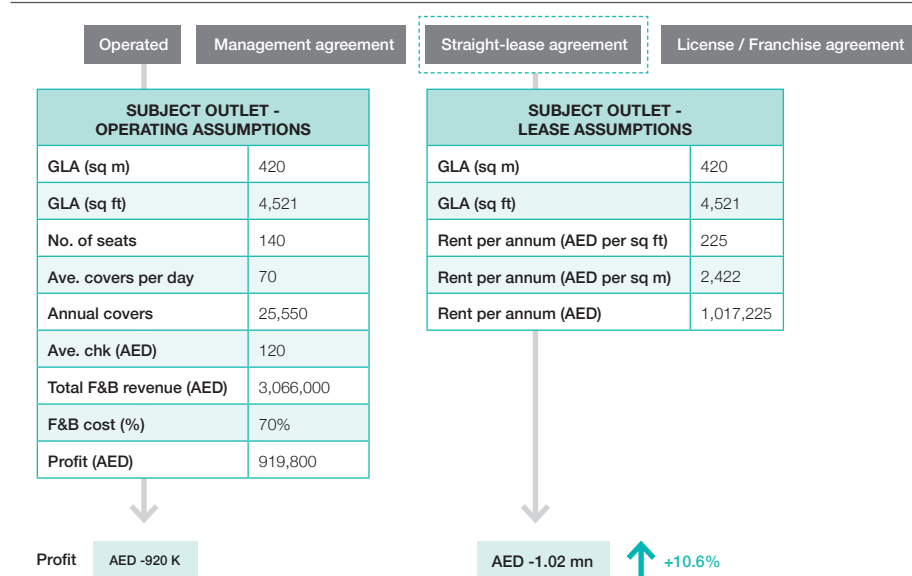 Operated
Management agreement
Straight-lease agreement
License / Franchise agreement
SUBJECT OUTLET -
OPERATING ASSUMPTIONS
GLA (sq m) 420
GLA (sq ft) 4,521
No. of seats 140
Ave. covers per day 70
Annual covers 25,550
Ave. chk (AED) 120
Total F&B revenue (AED) 3,066,000
F&B cost (%) 70%
Profit (AED) 919,800
SUBJECT OUTLET -
LEASE ASSUMPTIONS
GLA (sq m) 420
GLA (sq ft) 4,521
Rent per annum (AED per sq ft) 225
Rent per annum (AED per sq m) 2,422
Rent per annum (AED) 1,017,225
Profit AED -920 K
AED -1.02 mn +10.6%